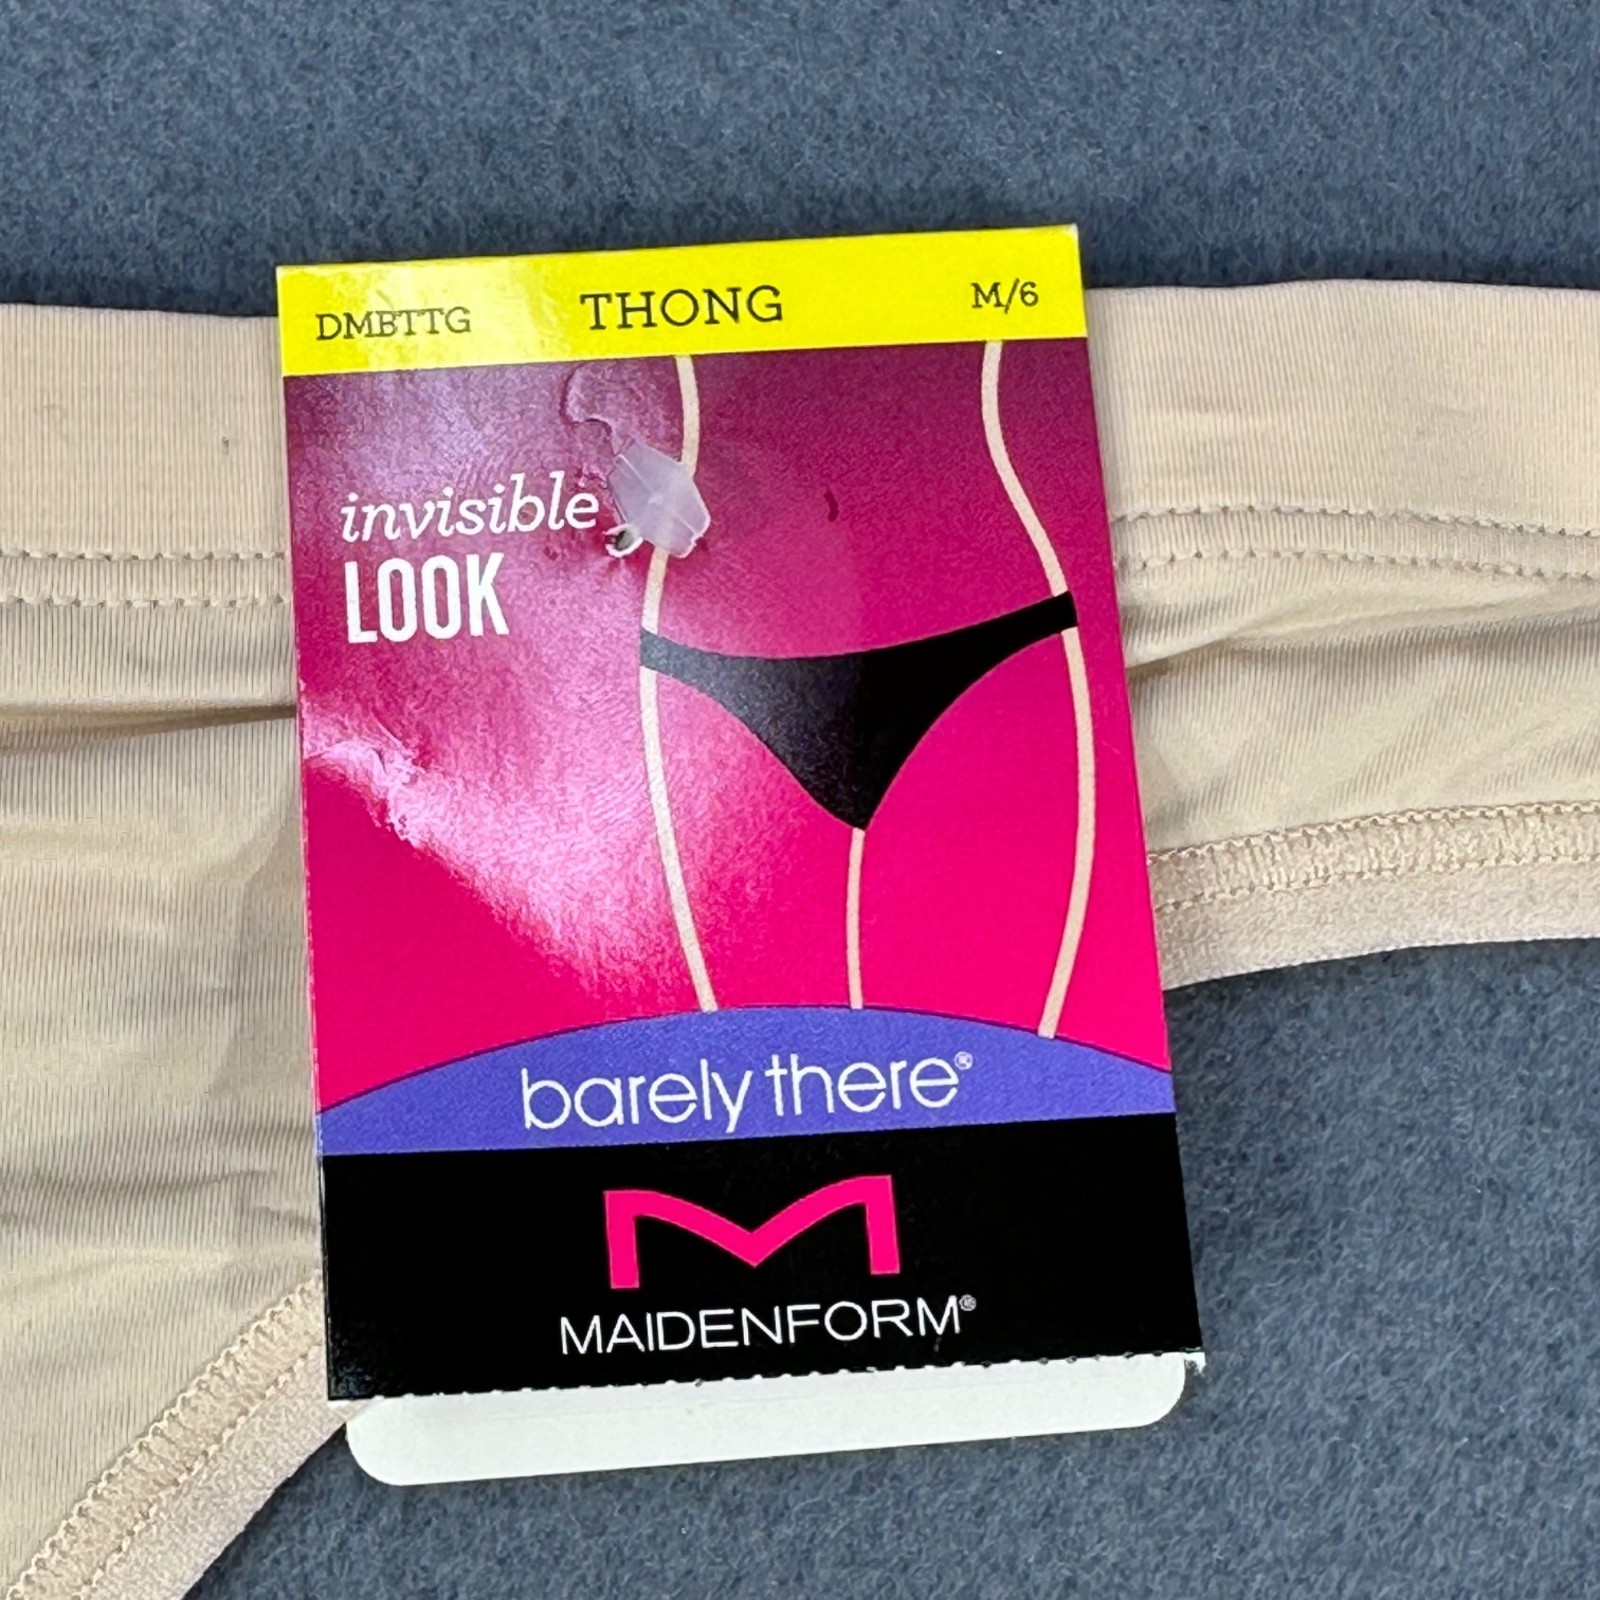 DMBTTG THONG M/6
invisible
LOOK
barely there®
MAIDENFORM®